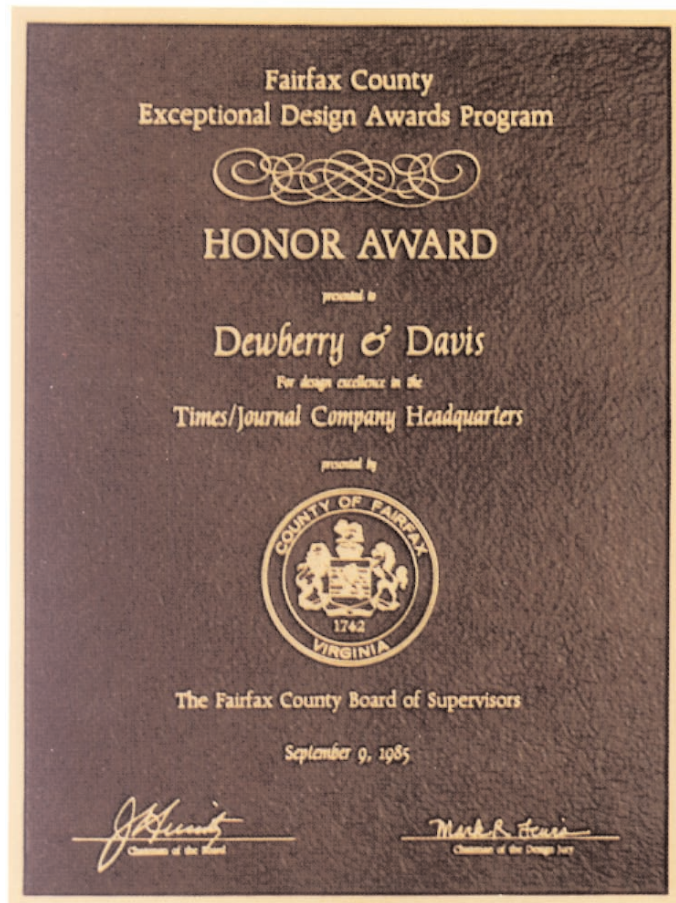 Fairfax County
Exceptional Design Awards Program
HONOR AWARD
presented to
Dewberry & Davis
For design excellence in the
Times/Journal Company Headquarters
presented by
COUNTY OF FAIRFAX
1742
VIRGINIA
The Fairfax County Board of Supervisors
September 9, 1985
Mark R.
Chairman of the Board
Chairman of the Design Jury